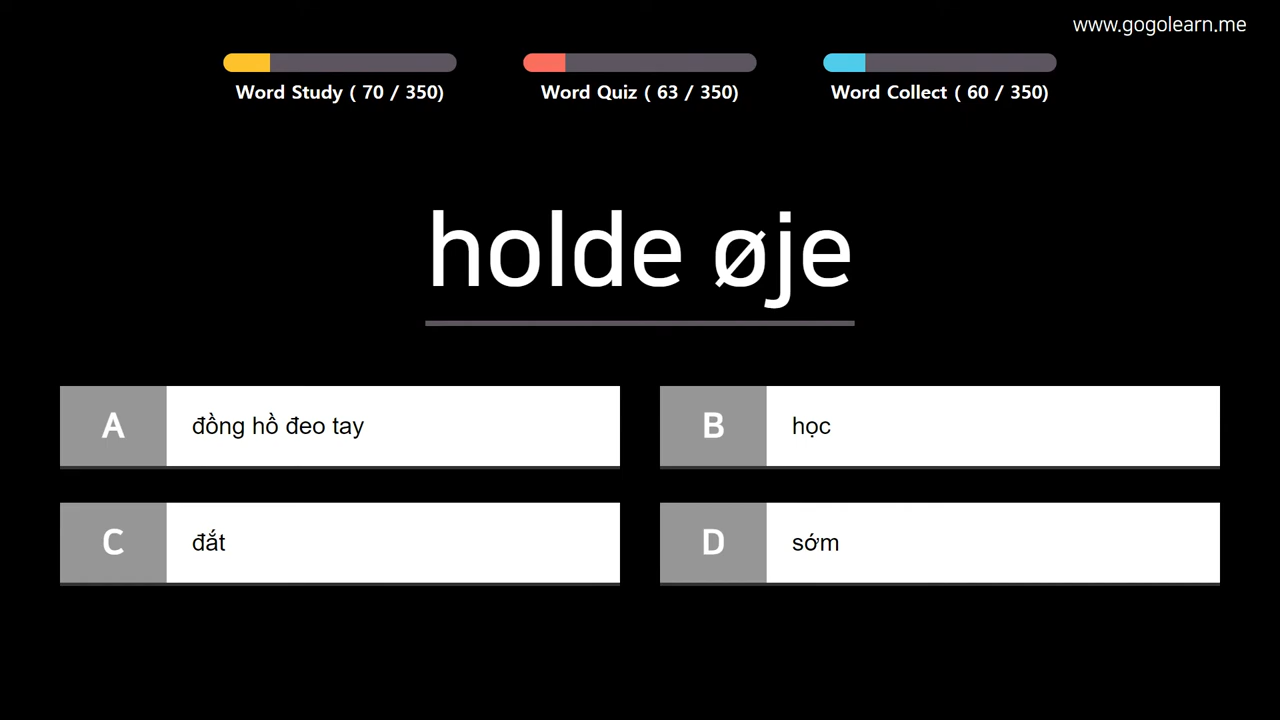 www.gogolearn.me
Word Study ( 70 / 350)
Word Quiz ( 63 / 350)
Word Collect ( 60 / 350)
holde øje
A
đồng hồ đeo tay
B
học
C
đắt
D
sớm